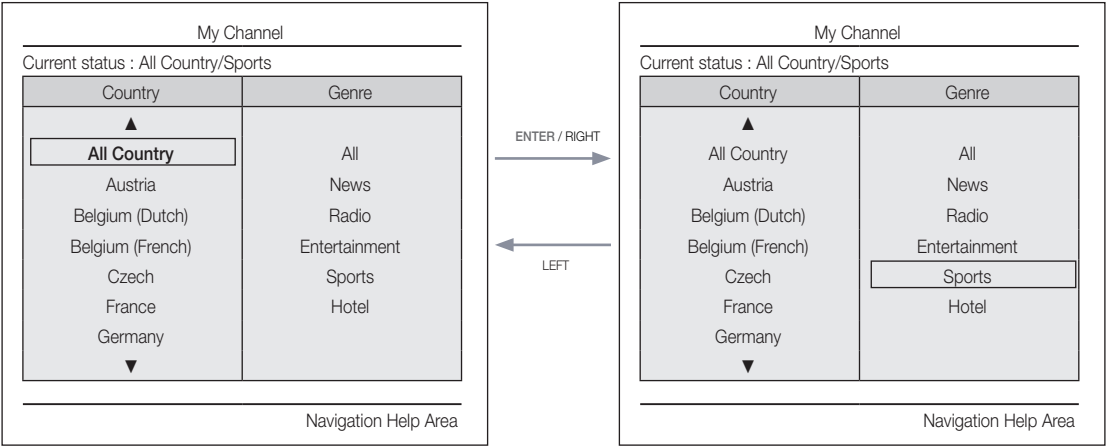 My Channel
Current status : All Country/Sports
Country Genre
▲
All Country All
Austria News
Belgium (Dutch) Radio
Belgium (French) Entertainment
Czech Sports
France Hotel
Germany
▼
Navigation Help Area
ENTER / RIGHT
LEFT
My Channel
Current status : All Country/Sports
Country Genre
▲
All Country All
Austria News
Belgium (Dutch) Radio
Belgium (French) Entertainment
Czech Sports
France Hotel
Germany
▼
Navigation Help Area